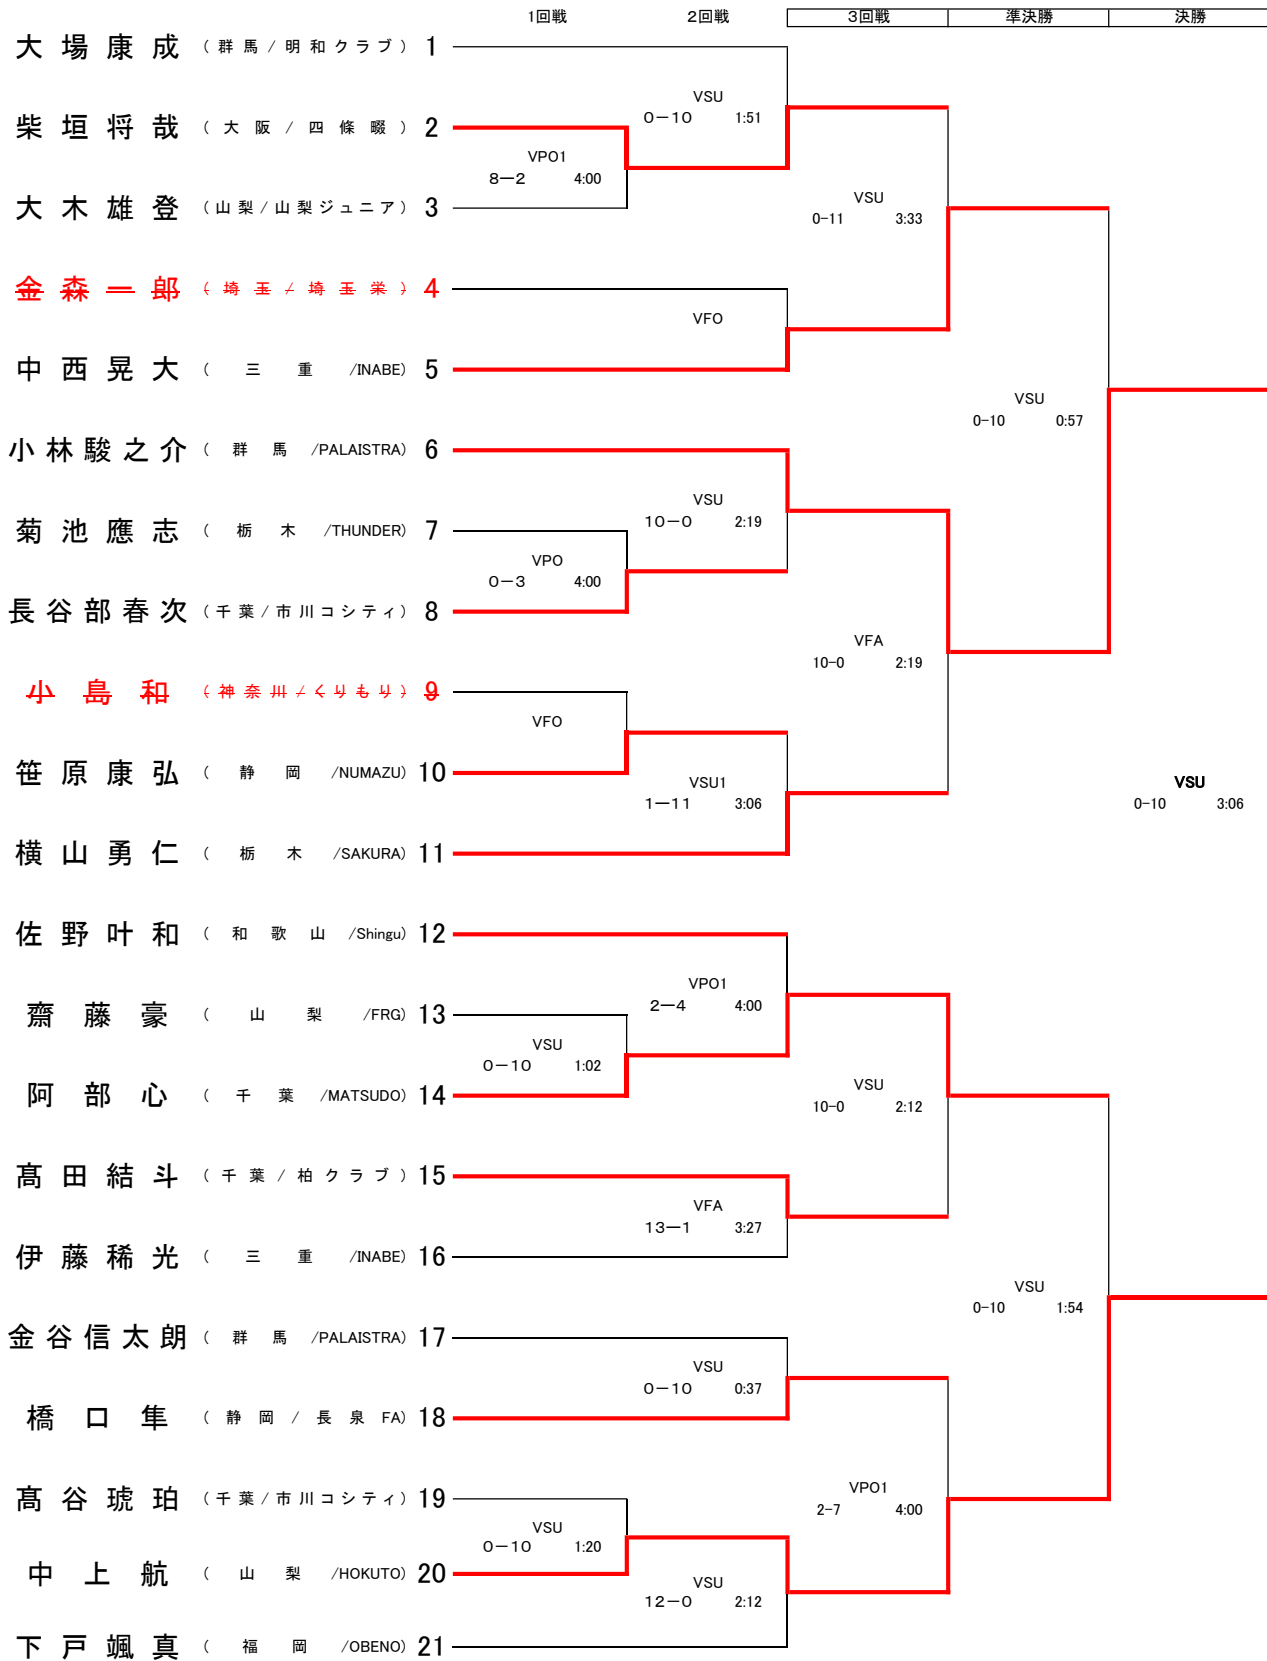 1回戦 2回戦 3回戦 準決勝 決勝
大場康成 (群馬/明和クラブ) 1
VSU
0－10 1:51
柴垣将哉 (大阪/四條畷) 2
VPO1
8－2 4:00
大木雄登 (山梨/山梨ジュニア) 3
VSU
0-11 3:33
金森一郎 (埼玉/埼玉栄) 4
VFO
中西晃大 (三重/INABE) 5
VSU
0-10 0:57
小林駿之介 (群馬/PALAISTRA) 6
VSU
10－0 2:19
菊池應志 (栃木/THUNDER) 7
VPO
0－3 4:00
長谷部春次 (千葉/市川コシティ) 8
VFA
10-0 2:19
小島和 (神奈川/くりもり) 9
VFO
笹原康弘 (静岡/NUMAZU) 10
VSU1
1－11 3:06
VSU
0-10 3:06
横山勇仁 (栃木/SAKURA) 11
佐野叶和 (和歌山/Shingu) 12
VPO1
2－4 4:00
齋藤豪 (山梨/FRG) 13
VSU
0－10 1:02
阿部心 (千葉/MATSUDO) 14
VSU
10-0 2:12
髙田結斗 (千葉/柏クラブ) 15
VFA
13－1 3:27
伊藤稀光 (三重/INABE) 16
VSU
0-10 1:54
金谷信太朗 (群馬/PALAISTRA) 17
VSU
0－10 0:37
橋口隼 (静岡/長泉FA) 18
VPO1
2-7 4:00
髙谷琥珀 (千葉/市川コシティ) 19
VSU
0－10 1:20
中上航 (山梨/HOKUTO) 20
VSU
12－0 2:12
下戸颯真 (福岡/OBENO) 21